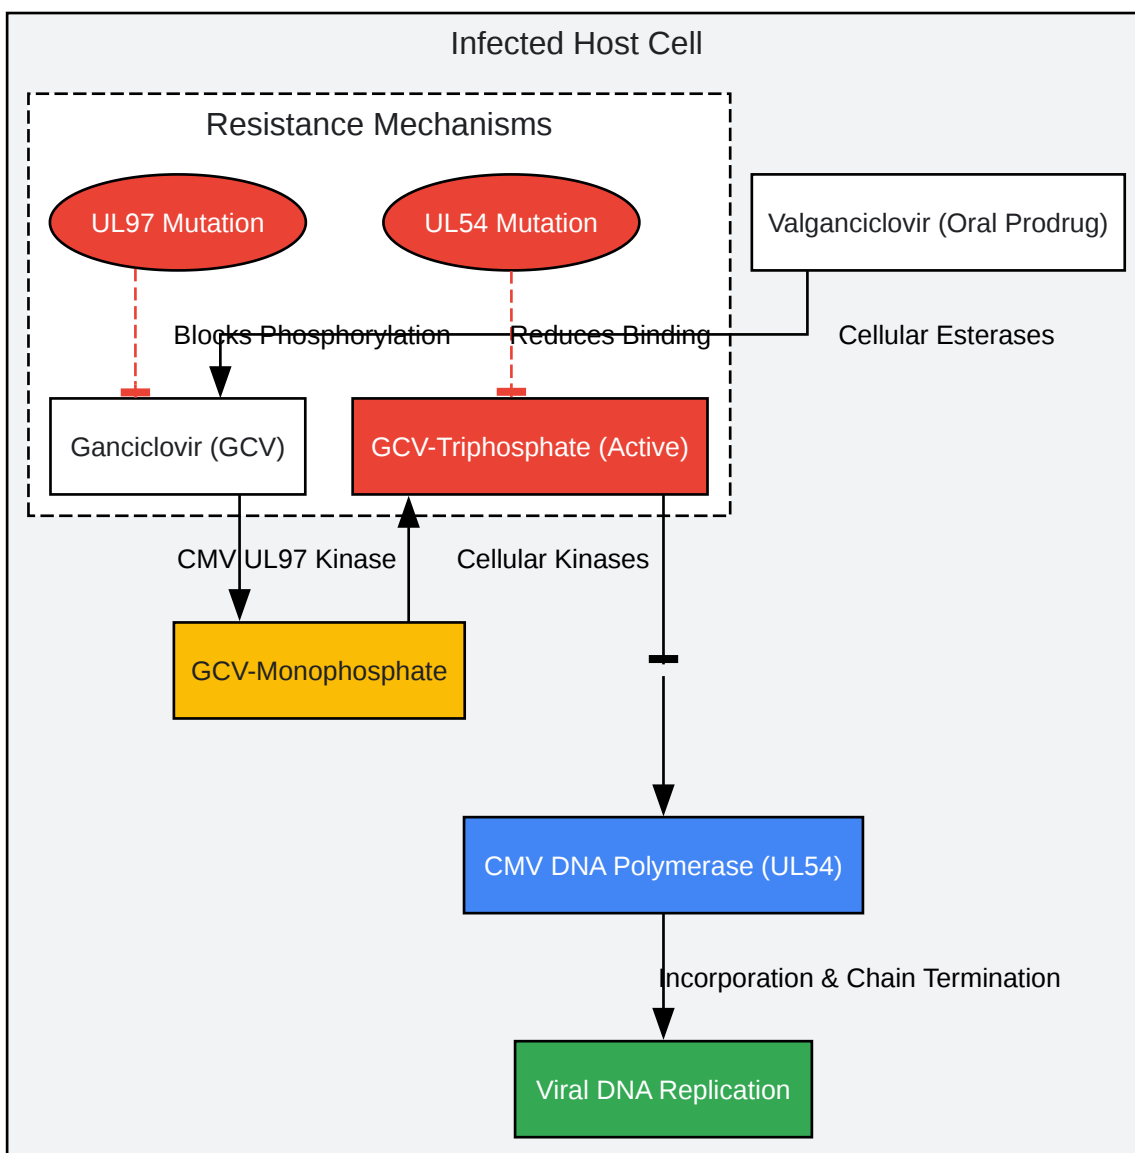 Infected Host Cell
Resistance Mechanisms
UL97 Mutation
UL54 Mutation
Valganciclovir (Oral Prodrug)
Blocks Phosphorylation
Reduces Binding
Cellular Esterases
Ganciclovir (GCV)
GCV-Triphosphate (Active)
CMV UL97 Kinase
Cellular Kinases
GCV-Monophosphate
CMV DNA Polymerase (UL54)
Incorporation & Chain Termination
Viral DNA Replication